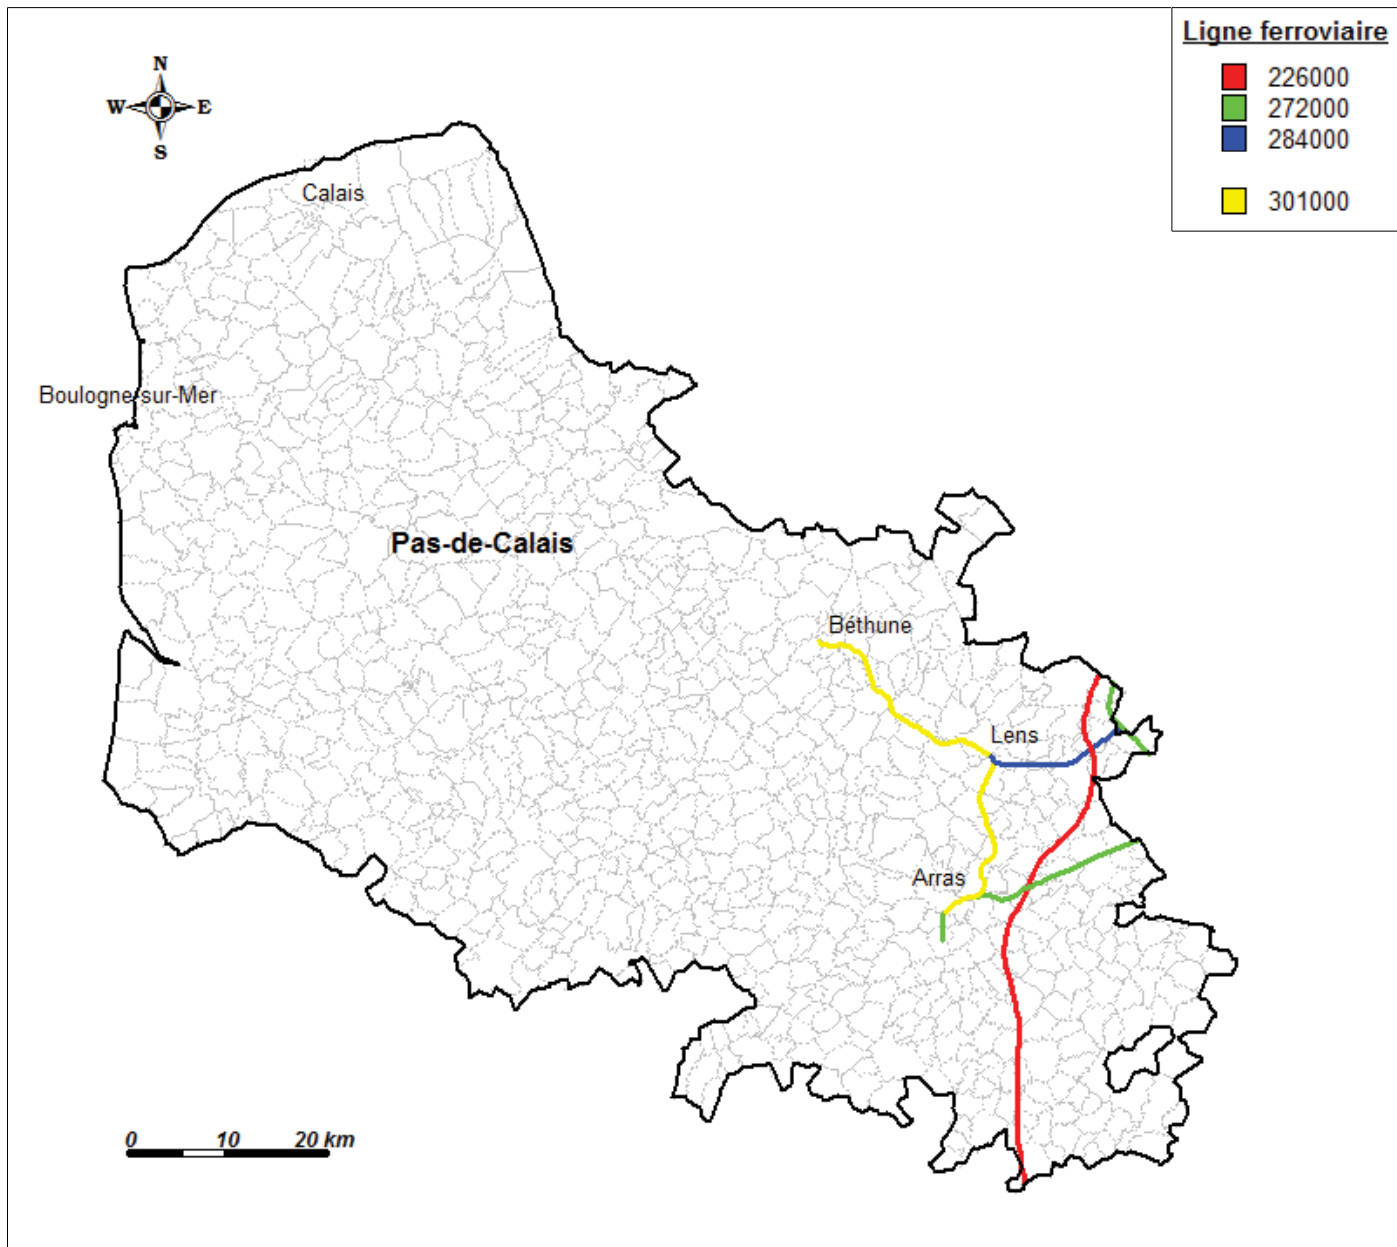 Ligne ferroviaire
226000
272000
284000
301000
N
W E
S
Calais
Boulogne-sur-Mer
Pas-de-Calais
Béthune
Lens
Arras
0 10 20 km